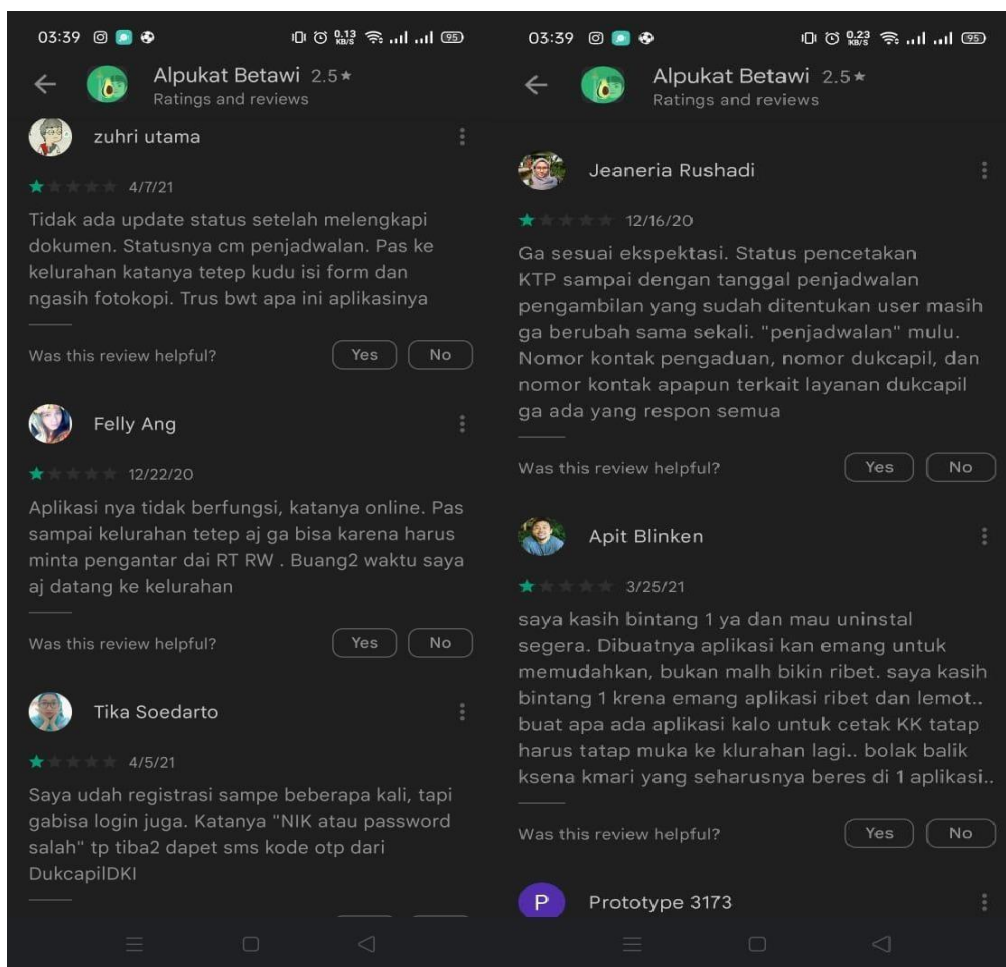 03:39 0.13 KB/S 95
Alpukat Betawi 2.5★
Ratings and reviews
zuhri utama
4/7/21
Tidak ada update status setelah melengkapi
dokumen. Statusnya cm penjadwalan. Pas ke
kelurahan katanya tetep kudu isi form dan
ngasih fotokopi. Trus bwt apa ini aplikasinya
Was this review helpful? Yes No
Felly Ang
12/22/20
Aplikasi nya tidak berfungsi, katanya online. Pas
sampai kelurahan tetep aj ga bisa karena harus
minta pengantar dai RT RW . Buang2 waktu saya
aj datang ke kelurahan
Was this review helpful? Yes No
Tika Soedarto
4/5/21
Saya udah registrasi sampe beberapa kali, tapi
gabisa login juga. Katanya "NIK atau password
salah" tp tiba2 dapet sms kode otp dari
DukcapilDKI
03:39 0.23 KB/S 95
Alpukat Betawi 2.5★
Ratings and reviews
Jeaneria Rushadi
12/16/20
Ga sesuai ekspektasi. Status pencetakan
KTP sampai dengan tanggal penjadwalan
pengambilan yang sudah ditentukan user masih
ga berubah sama sekali. "penjadwalan" mulu.
Nomor kontak pengaduan, nomor dukcapil, dan
nomor kontak apapun terkait layanan dukcapil
ga ada yang respon semua
Was this review helpful? Yes No
Apit Blinken
3/25/21
saya kasih bintang 1 ya dan mau uninstal
segera. Dibuatnya aplikasi kan emang untuk
memudahkan, bukan malh bikin ribet. saya kasih
bintang 1 krena emang aplikasi ribet dan lemot..
buat apa ada aplikasi kalo untuk cetak KK tatap
harus tatap muka ke klurahan lagi.. bolak balik
ksena kmari yang seharusnya beres di 1 aplikasi..
Was this review helpful? Yes No
P Prototype 3173